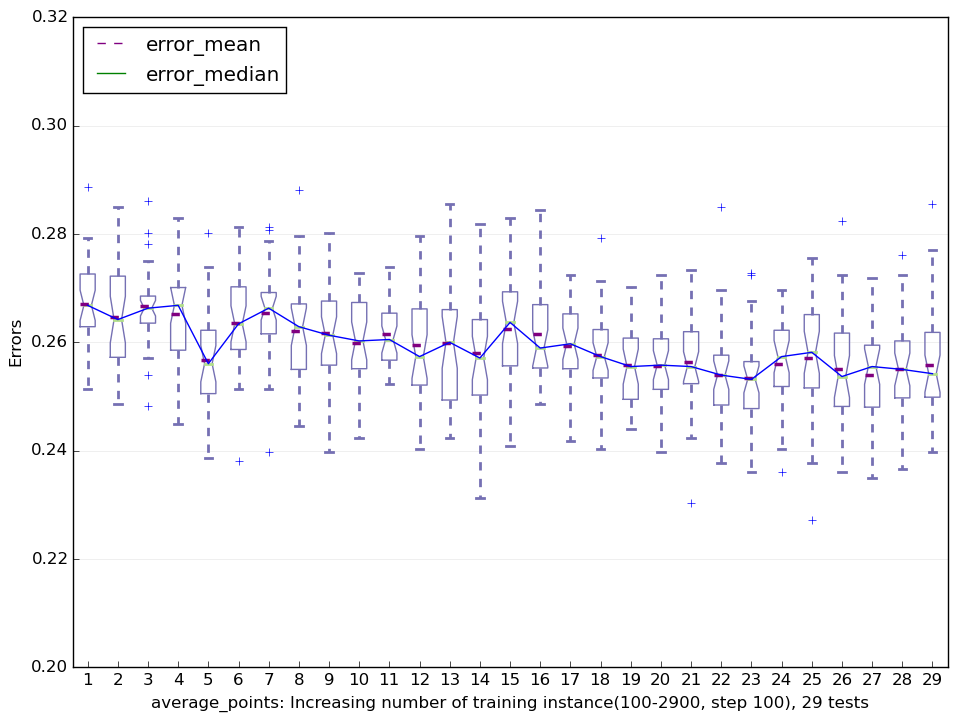 0.32
0.30
0.28
0.26
0.24
0.22
0.20
Errors
error_mean
error_median
1 2 3 4 5 6 7 8 9 10 11 12 13 14 15 16 17 18 19 20 21 22 23 24 25 26 27 28 29
average_points: Increasing number of training instance(100-2900, step 100), 29 tests